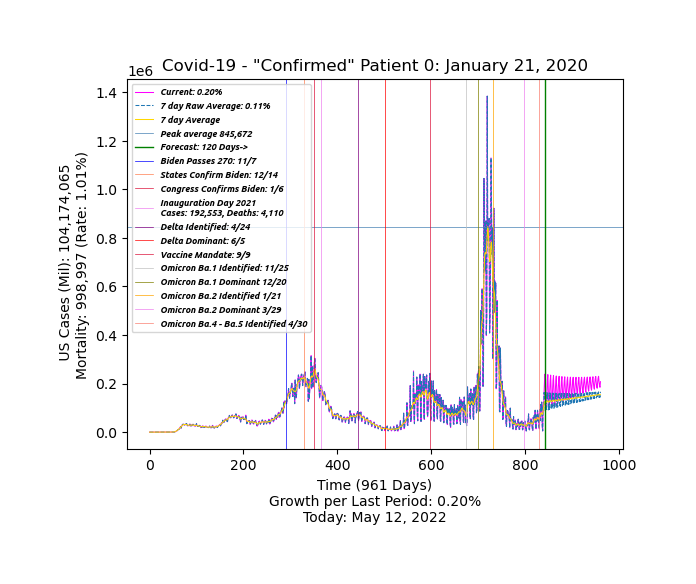 Covid-19 - "Confirmed" Patient 0: January 21, 2020
1e6
1.4
1.2
1.0
0.8
0.6
0.4
0.2
0.0
US Cases (Mil): 104,174,065
Mortality: 998,997 (Rate: 1.01%)
Current: 0.20%
7 day Raw Average: 0.11%
7 day Average
Peak average 845,672
Forecast: 120 Days->
Biden Passes 270: 11/7
States Confirm Biden: 12/14
Congress Confirms Biden: 1/6
Inauguration Day 2021
Cases: 192,553, Deaths: 4,110
Delta Identified: 4/24
Delta Dominant: 6/5
Vaccine Mandate: 9/9
Omicron Ba.1 Identified: 11/25
Omicron Ba.1 Dominant 12/20
Omicron Ba.2 Identified 1/21
Omicron Ba.2 Dominant 3/29
Omicron Ba.4 - Ba.5 Identified 4/30
0
200
400
600
800
1000
Time (961 Days)
Growth per Last Period: 0.20%
Today: May 12, 2022